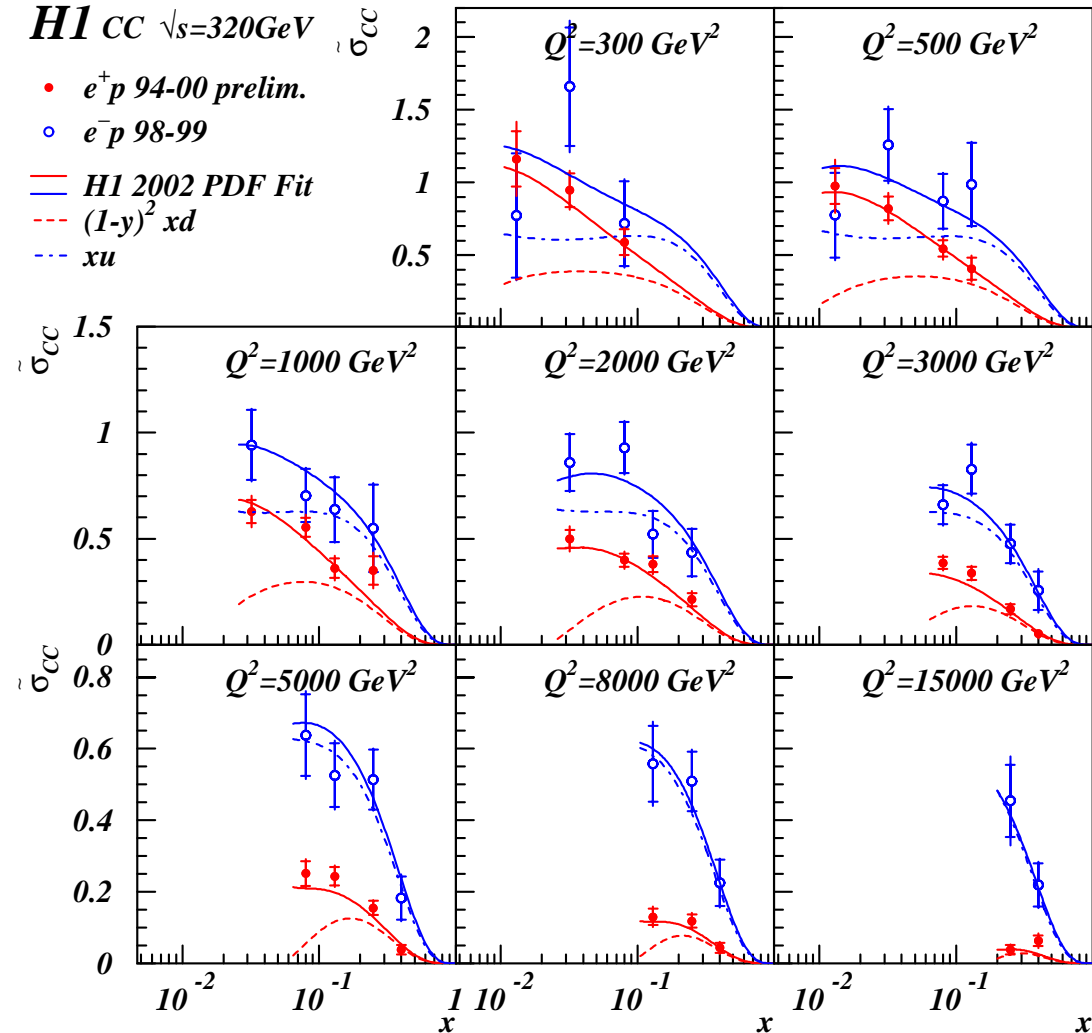 H1 CC √s=320GeV
e⁺p 94-00 prelim.
e⁻p 98-99
H1 2002 PDF Fit
(1-y)² xd
xu
σ̃CC
2
1.5
1
0.5
Q²=300 GeV²
Q²=500 GeV²
σ̃CC
1.5
1
0.5
0
Q²=1000 GeV²
Q²=2000 GeV²
Q²=3000 GeV²
σ̃CC
0.8
0.6
0.4
0.2
0
Q²=5000 GeV²
Q²=8000 GeV²
Q²=15000 GeV²
10⁻² 10⁻¹ 1 10⁻² 10⁻¹ 10⁻² 10⁻¹
x x x